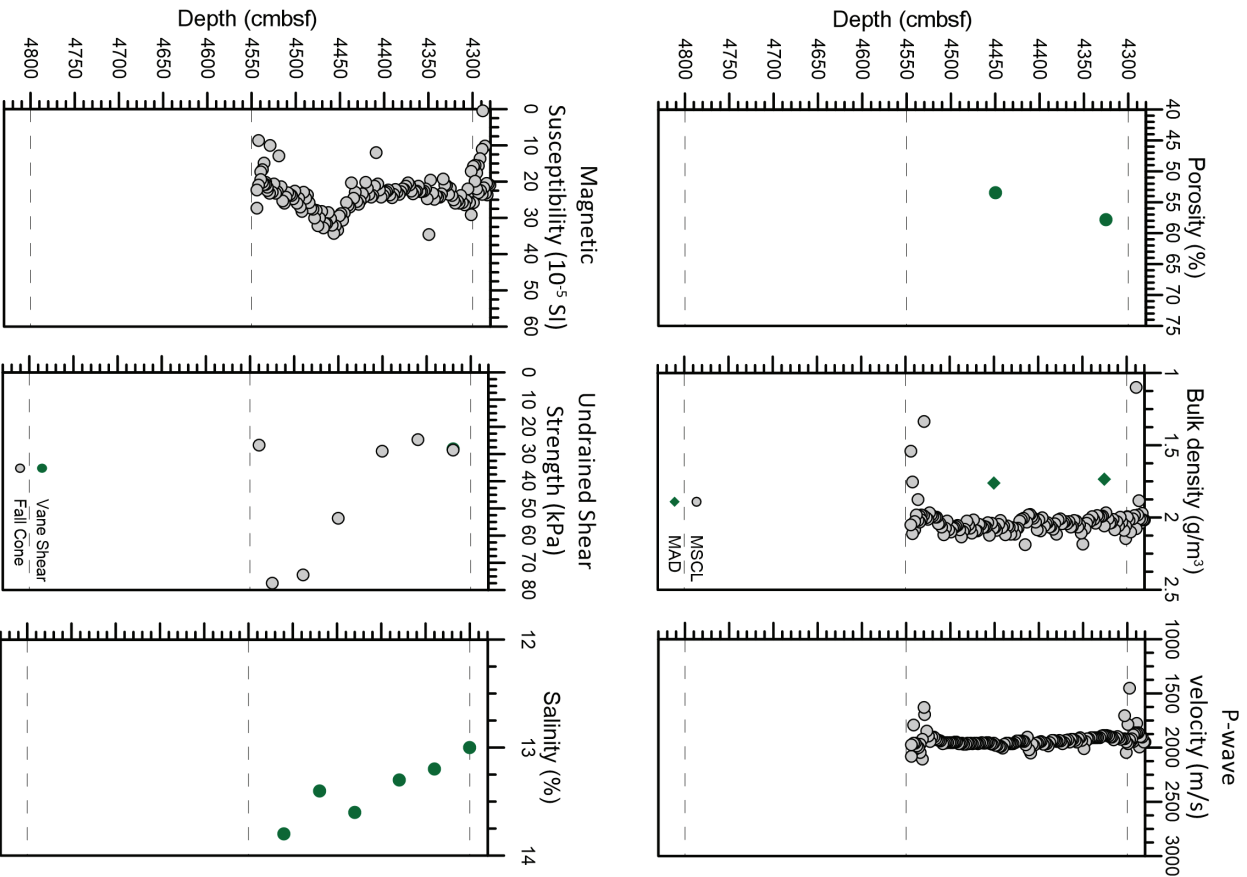 Porosity (%)
40 45 50 55 60 65 70 75
Bulk density (g/m³)
1 1.5 2 2.5
P-wave
velocity (m/s)
1000 1500 2000 2500 3000
4300
4350
4400
4450
4500
4550
4600
4650
4700
4750
4800
Depth (cmbsf)
MSCL
MAD
Magnetic
Susceptibility (10⁻⁵ SI)
0 10 20 30 40 50 60
Undrained Shear
Strength (kPa)
0 10 20 30 40 50 60 70 80
Salinity (%)
12 13 14
4300
4350
4400
4450
4500
4550
4600
4650
4700
4750
4800
Depth (cmbsf)
Vane Shear
Fall Cone